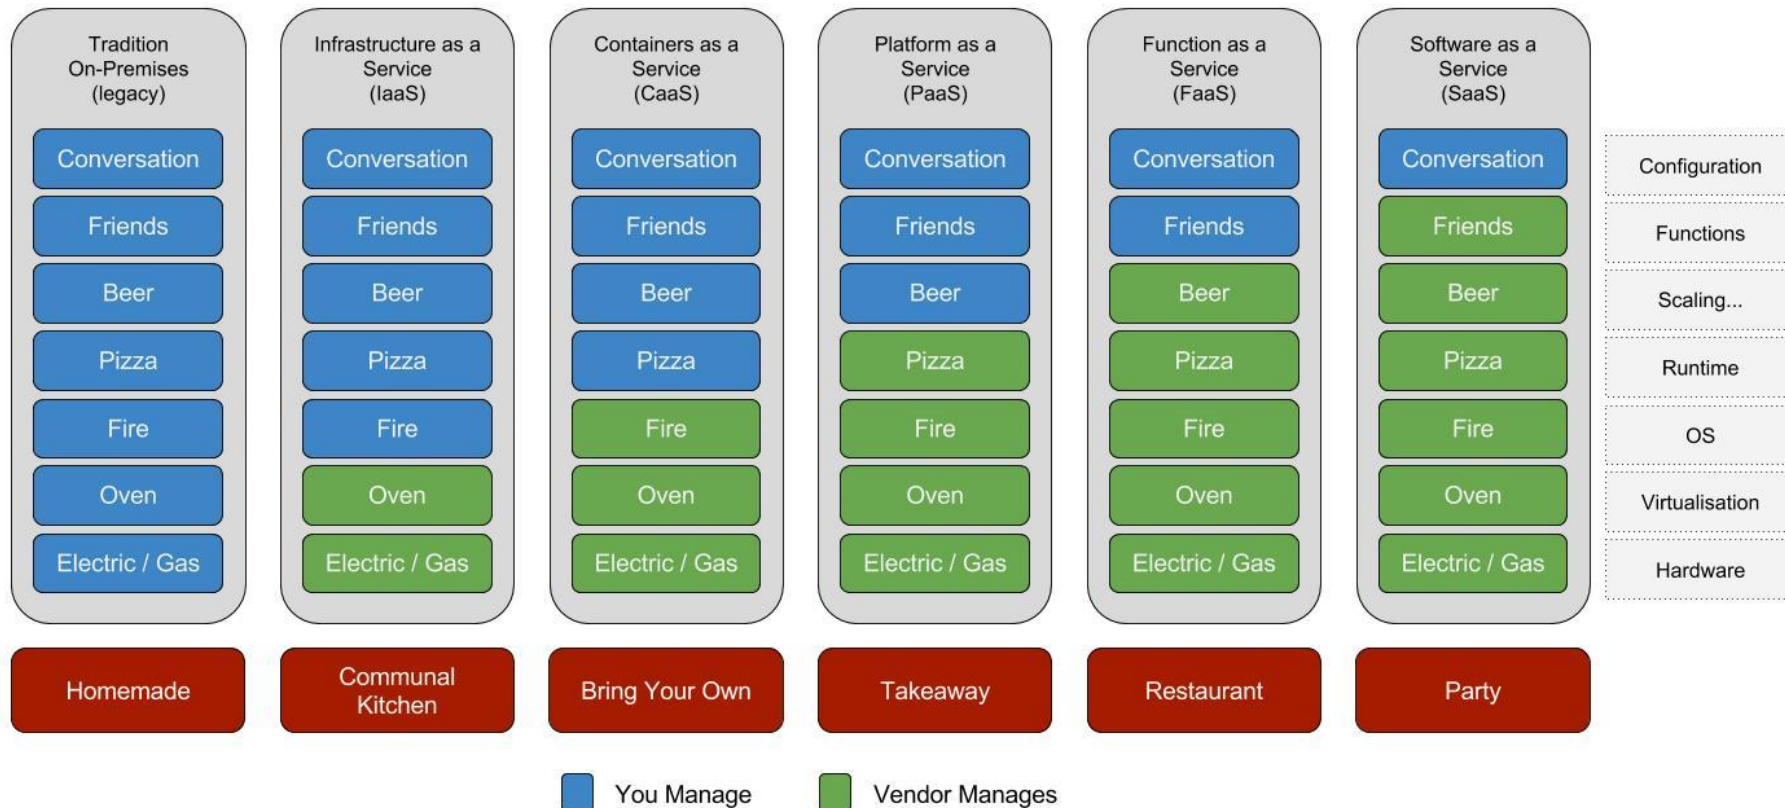 Tradition
On-Premises
(legacy)
Conversation
Friends
Beer
Pizza
Fire
Oven
Electric / Gas
Homemade
Infrastructure as a
Service
(IaaS)
Conversation
Friends
Beer
Pizza
Fire
Oven
Electric / Gas
Communal
Kitchen
Containers as a
Service
(CaaS)
Conversation
Friends
Beer
Pizza
Fire
Oven
Electric / Gas
Bring Your Own
Platform as a
Service
(PaaS)
Conversation
Friends
Beer
Pizza
Fire
Oven
Electric / Gas
Takeaway
Function as a
Service
(FaaS)
Conversation
Friends
Beer
Pizza
Fire
Oven
Electric / Gas
Restaurant
Software as a
Service
(SaaS)
Conversation
Friends
Beer
Pizza
Fire
Oven
Electric / Gas
Party
Configuration
Functions
Scaling...
Runtime
OS
Virtualisation
Hardware
You Manage
Vendor Manages